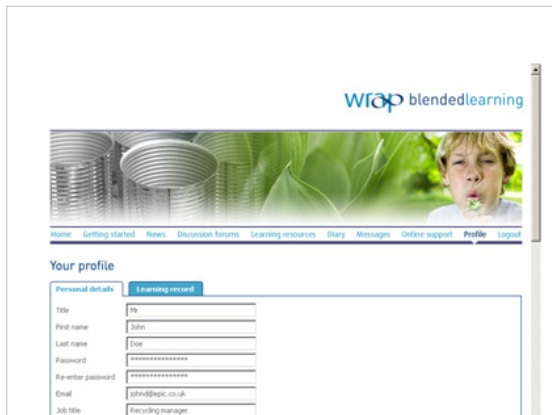 wrap blendedlearning
Home Getting started News Discussion forums Learning resources Diary Messages Online support Profile Logout
Your profile
Personal details Learning record
Title Mr
First name John
Last name Doe
Password ***************
Re-enter password ***************
Email johnd@epic.co.uk
Job title Recycling manager